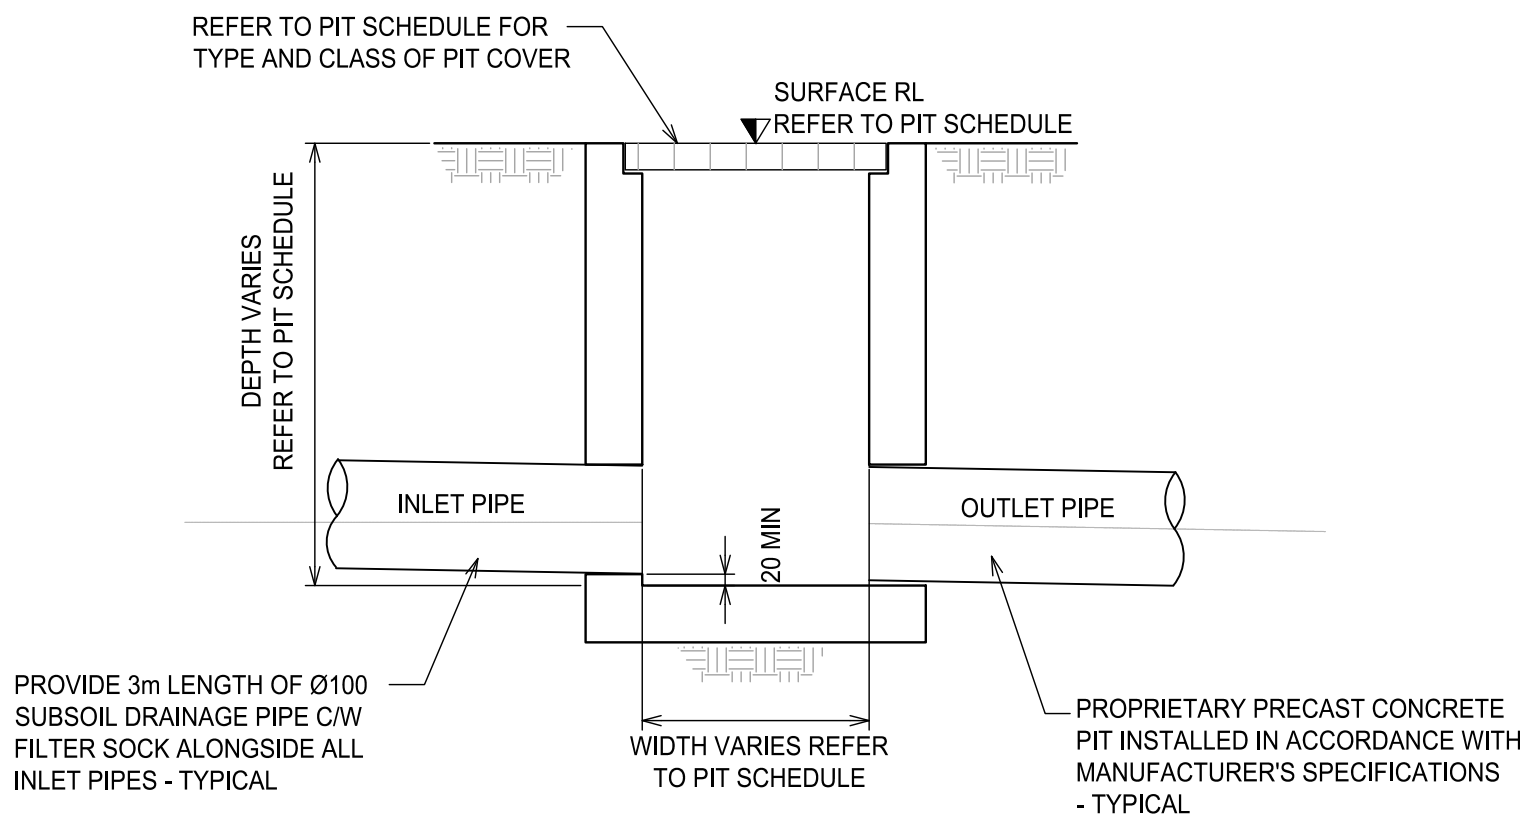 REFER TO PIT SCHEDULE FOR
TYPE AND CLASS OF PIT COVER
SURFACE RL
REFER TO PIT SCHEDULE
DEPTH VARIES
REFER TO PIT SCHEDULE
INLET PIPE
OUTLET PIPE
20 MIN
PROVIDE 3m LENGTH OF Ø100
SUBSOIL DRAINAGE PIPE C/W
FILTER SOCK ALONGSIDE ALL
INLET PIPES - TYPICAL
WIDTH VARIES REFER
TO PIT SCHEDULE
PROPRIETARY PRECAST CONCRETE
PIT INSTALLED IN ACCORDANCE WITH
MANUFACTURER'S SPECIFICATIONS
- TYPICAL